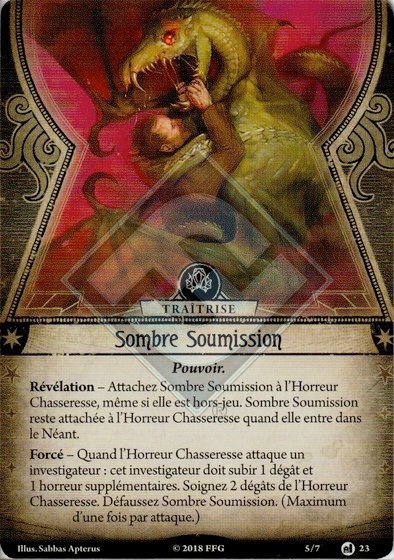 TRAÎTRISE
Sombre Soumission
Pouvoir.
Révélation – Attachez Sombre Soumission à l'Horreur
Chasseresse, même si elle est hors-jeu. Sombre Soumission
reste attachée à l'Horreur Chasseresse quand elle entre dans
le Néant.
Forcé – Quand l'Horreur Chasseresse attaque un
investigateur : cet investigateur doit subir 1 dégât et
1 horreur supplémentaires. Soignez 2 dégâts de l'Horreur
Chasseresse. Défaussez Sombre Soumission. (Maximum
d'une fois par attaque.)
Illus. Sabbas Apterus © 2018 FFG 5/7 23